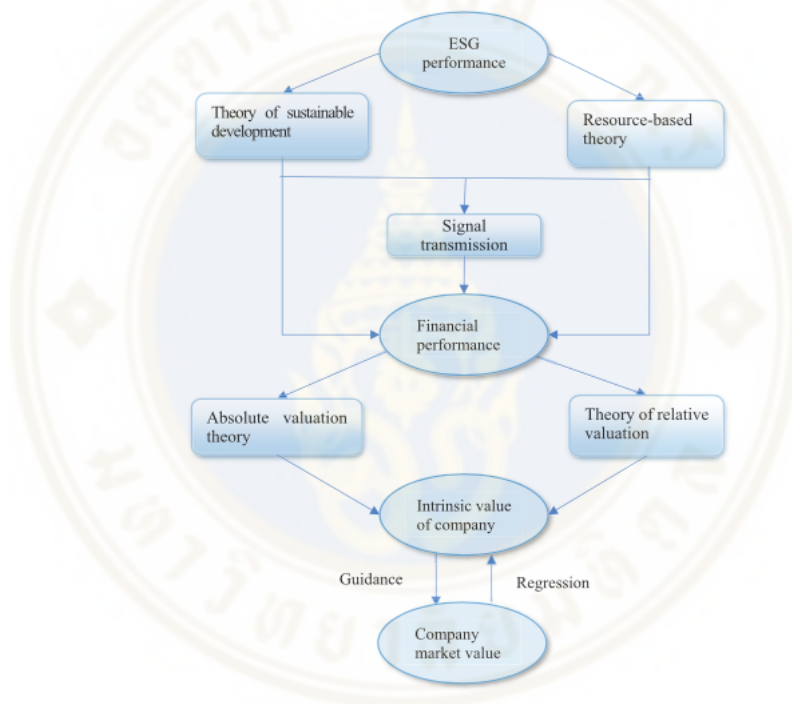 ESG
performance
Theory of sustainable
development
Resource-based
theory
Signal
transmission
Financial
performance
Absolute valuation
theory
Theory of relative
valuation
Intrinsic value
of company
Guidance
Regression
Company
market value